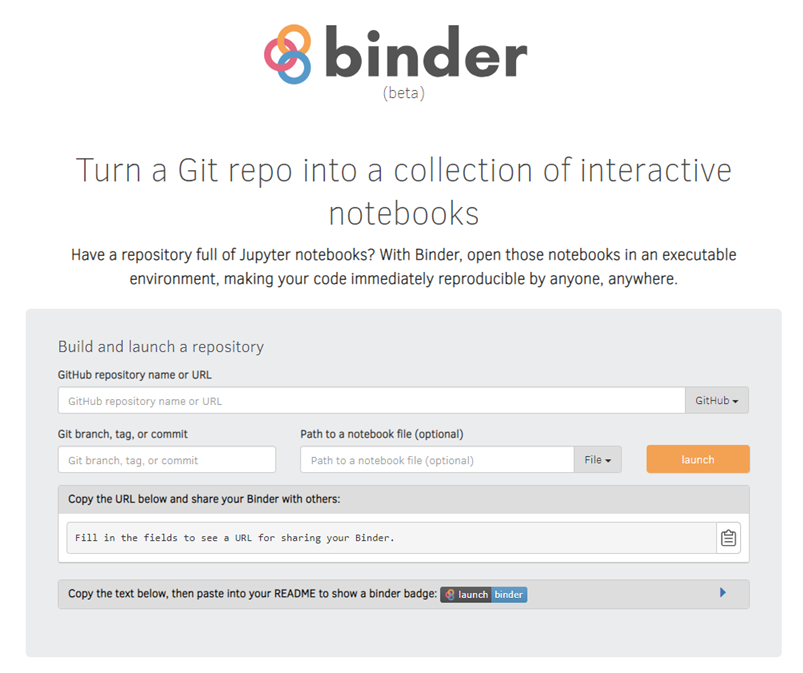 binder
(beta)
Turn a Git repo into a collection of interactive
notebooks
Have a repository full of Jupyter notebooks? With Binder, open those notebooks in an executable
environment, making your code immediately reproducible by anyone, anywhere.
Build and launch a repository
GitHub repository name or URL
GitHub repository name or URL
GitHub
Git branch, tag, or commit
Path to a notebook file (optional)
Git branch, tag, or commit
Path to a notebook file (optional)
File
launch
Copy the URL below and share your Binder with others:
Fill in the fields to see a URL for sharing your Binder.
Copy the text below, then paste into your README to show a binder badge: launch binder